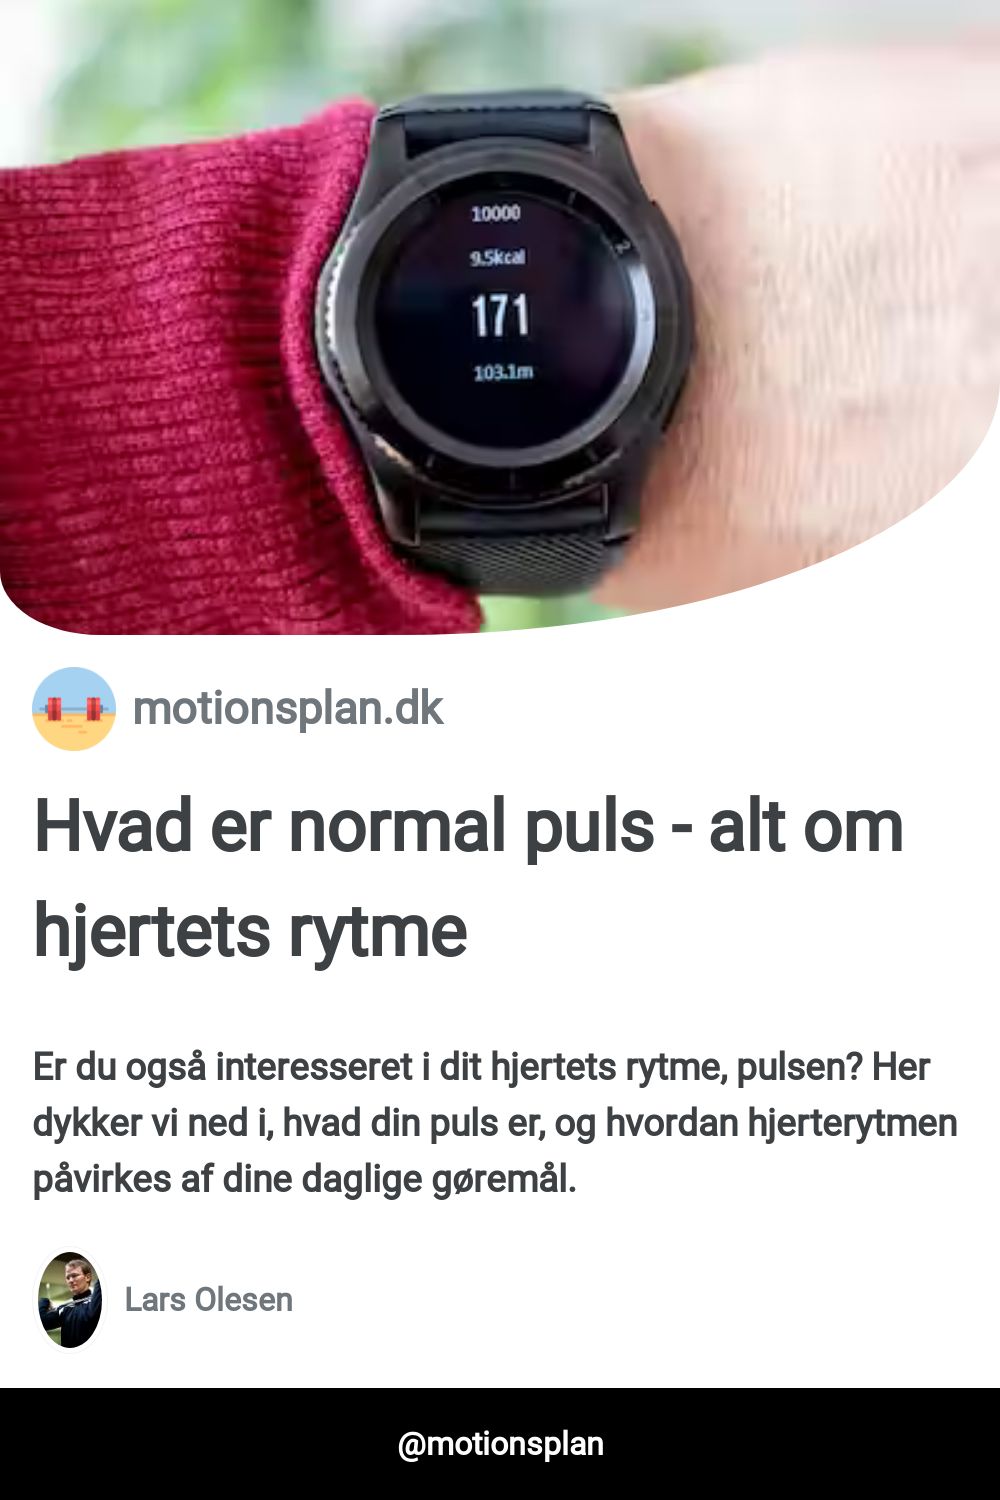 10000
9.5kcal
171
103.1m
2
motionsplan.dk
Hvad er normal puls - alt om
hjertets rytme
Er du også interesseret i dit hjertets rytme, pulsen? Her
dykker vi ned i, hvad din puls er, og hvordan hjerterytmen
påvirkes af dine daglige gøremål.
Lars Olesen
@motionsplan